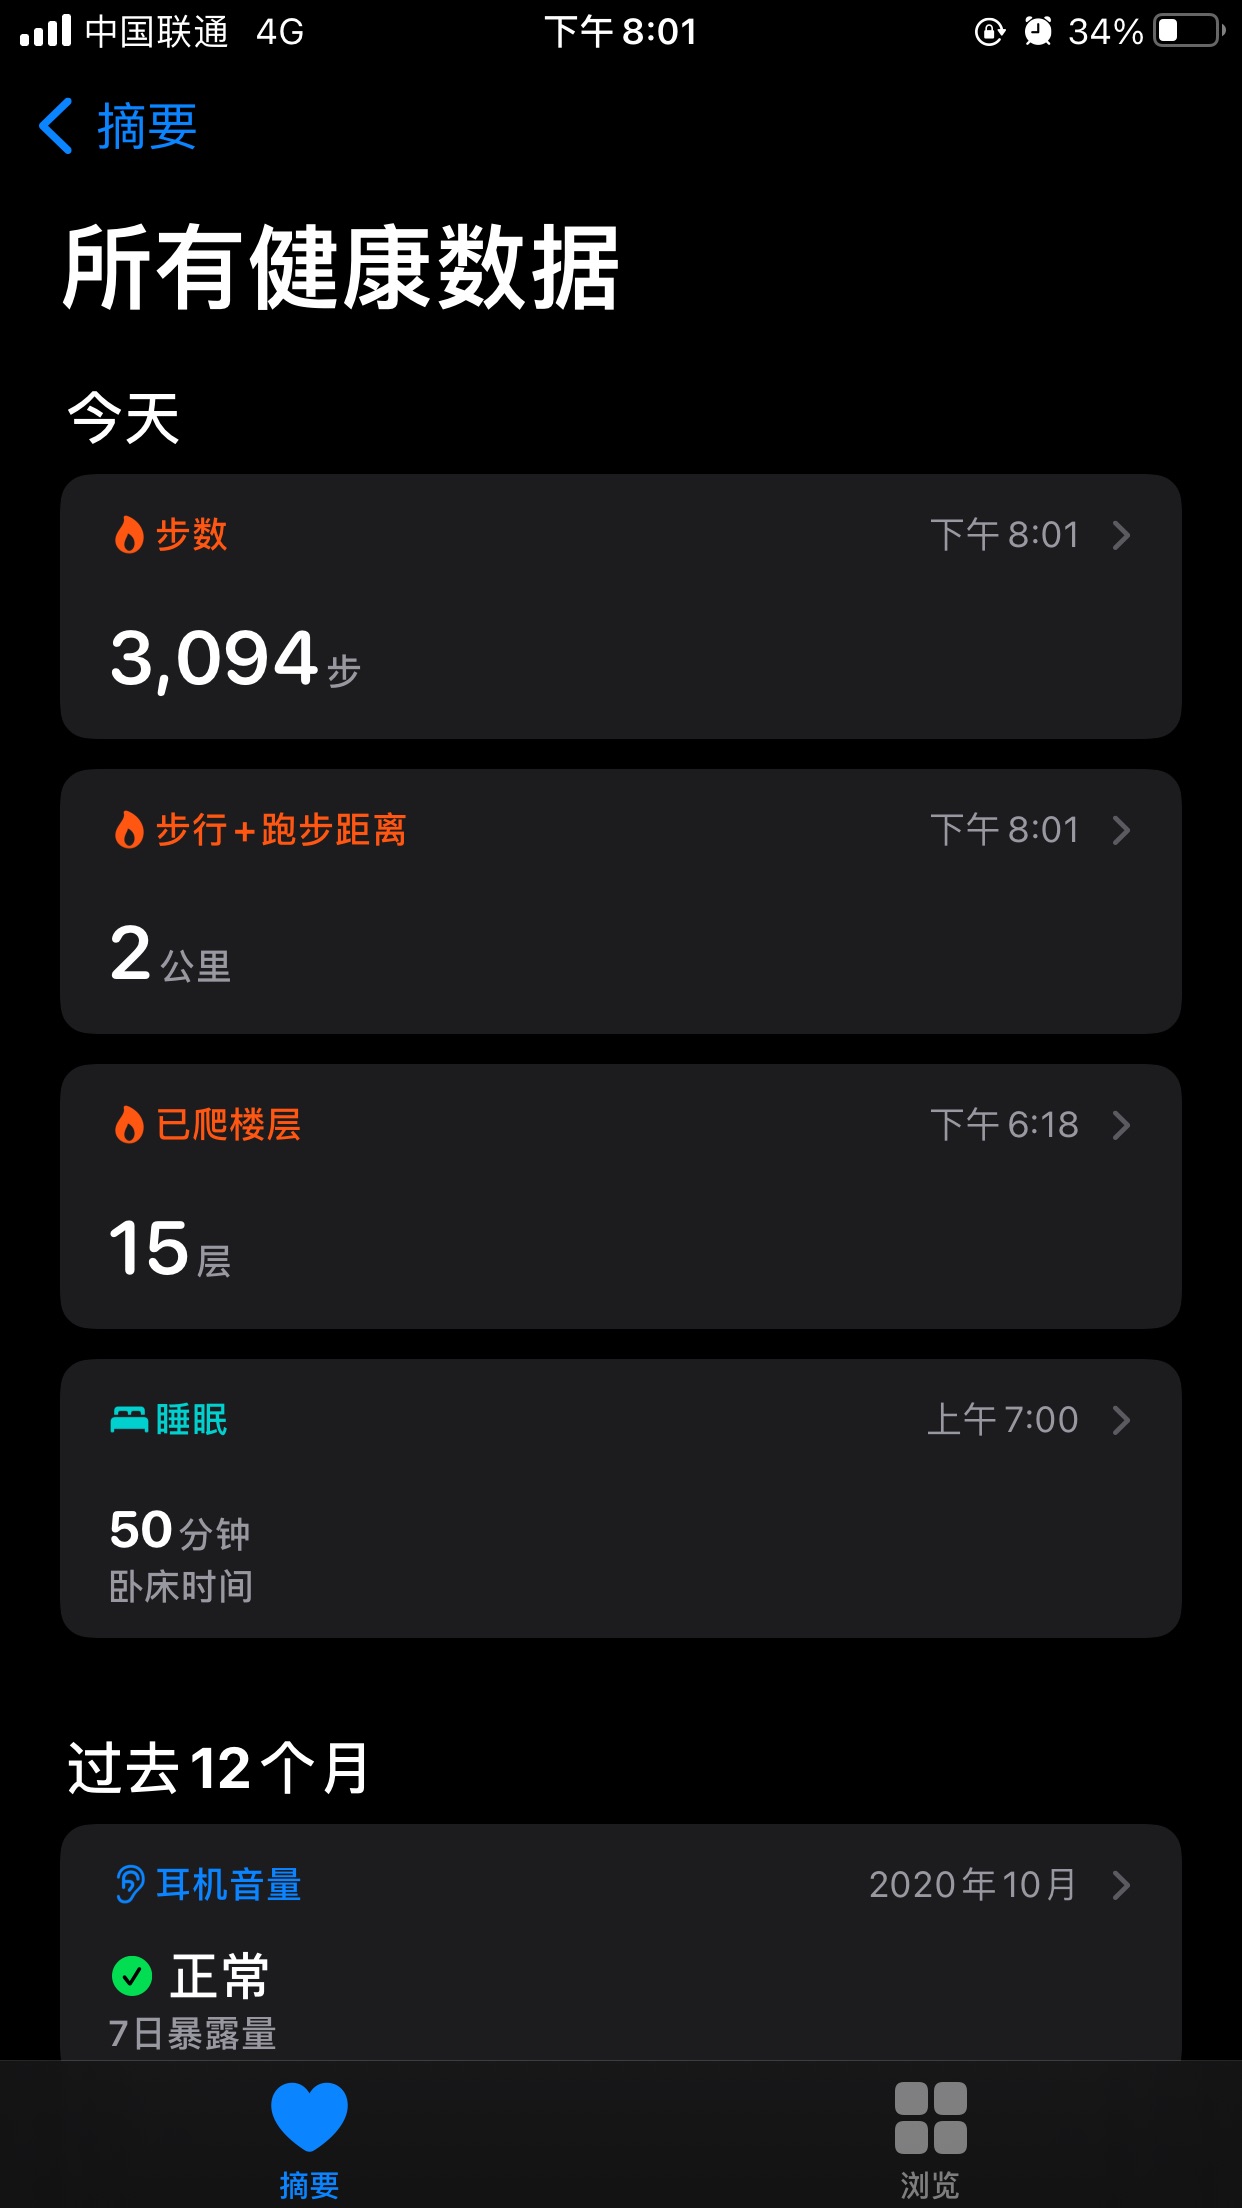 中国联通 4G 下午 8:01 34%
摘要
所有健康数据
今天
步数 下午 8:01
3,094 步
步行+跑步距离 下午 8:01
2 公里
已爬楼层 下午 6:18
15 层
睡眠 上午 7:00
50 分钟
卧床时间
过去 12 个月
耳机音量 2020年10月
正常
7日暴露量
摘要 浏览